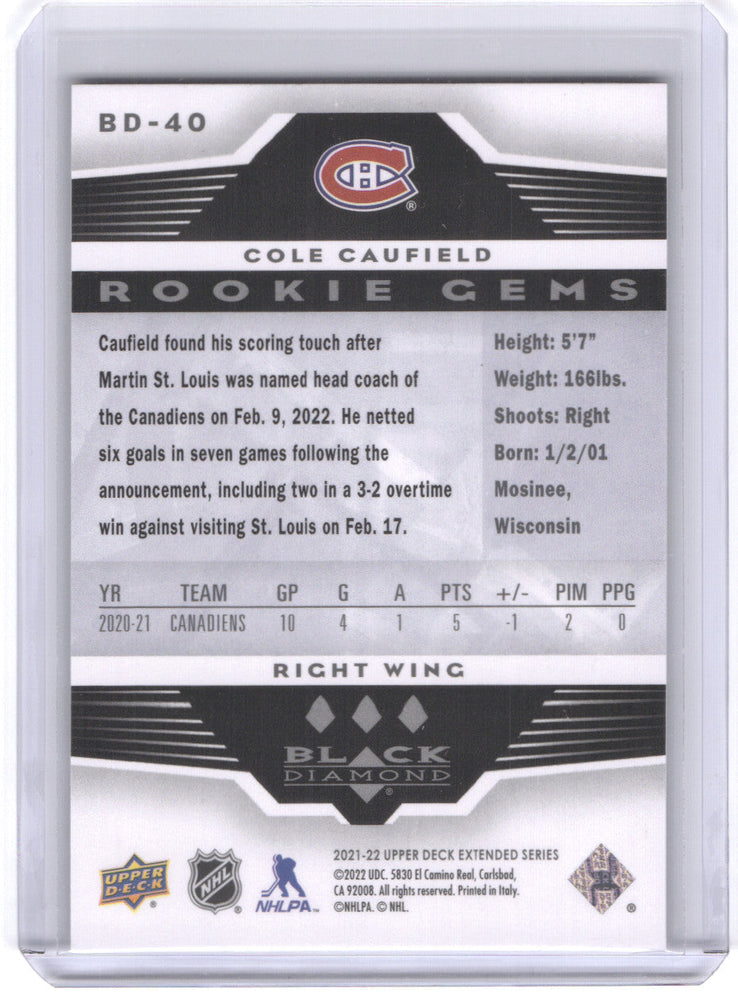 BD-40
®
COLE CAUFIELD
ROOKIE GEMS
Caufield found his scoring touch after
Martin St. Louis was named head coach of
the Canadiens on Feb. 9, 2022. He netted
six goals in seven games following the
announcement, including two in a 3-2 overtime
win against visiting St. Louis on Feb. 17.
Height: 5'7"
Weight: 166lbs.
Shoots: Right
Born: 1/2/01
Mosinee,
Wisconsin
YR TEAM GP G A PTS +/- PIM PPG
2020-21 CANADIENS 10 4 1 5 -1 2 0
RIGHT WING
BLACK
DIAMOND
®
UPPER
D·E·C·K
®
NHL
®
NHLPA™
2021-22 UPPER DECK EXTENDED SERIES
©2022 UDC. 5830 El Camino Real, Carlsbad,
CA 92008. All rights reserved. Printed in Italy.
©NHLPA. © NHL.
®